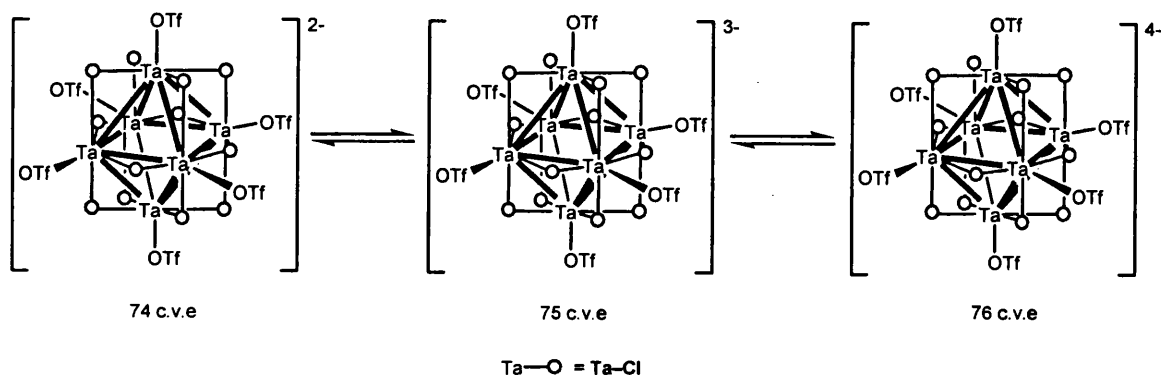 OTf OTf OTf
2- 3- 4-
Ta Ta Ta
OTf OTf OTf
Ta Ta OTf Ta Ta OTf Ta Ta OTf
Ta Ta Ta Ta Ta Ta
OTf OTf OTf OTf OTf OTf
Ta Ta Ta
OTf OTf OTf
74 c.v.e 75 c.v.e 76 c.v.e
Ta = Ta-Cl